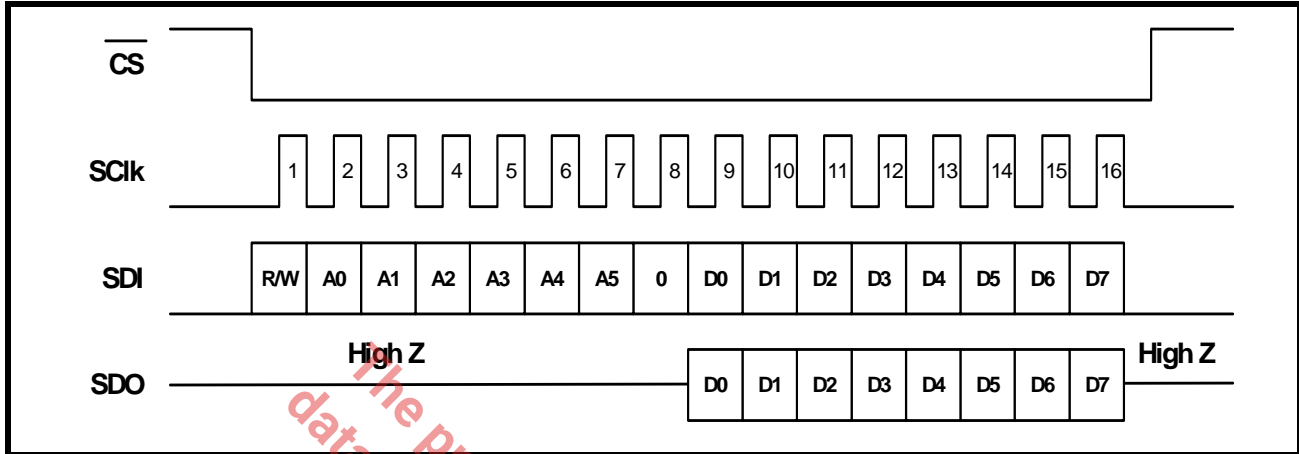 CS
SClk 1 2 3 4 5 6 7 8 9 10 11 12 13 14 15 16
SDI R/W A0 A1 A2 A3 A4 A5 0 D0 D1 D2 D3 D4 D5 D6 D7
High Z High Z
SDO D0 D1 D2 D3 D4 D5 D6 D7
The